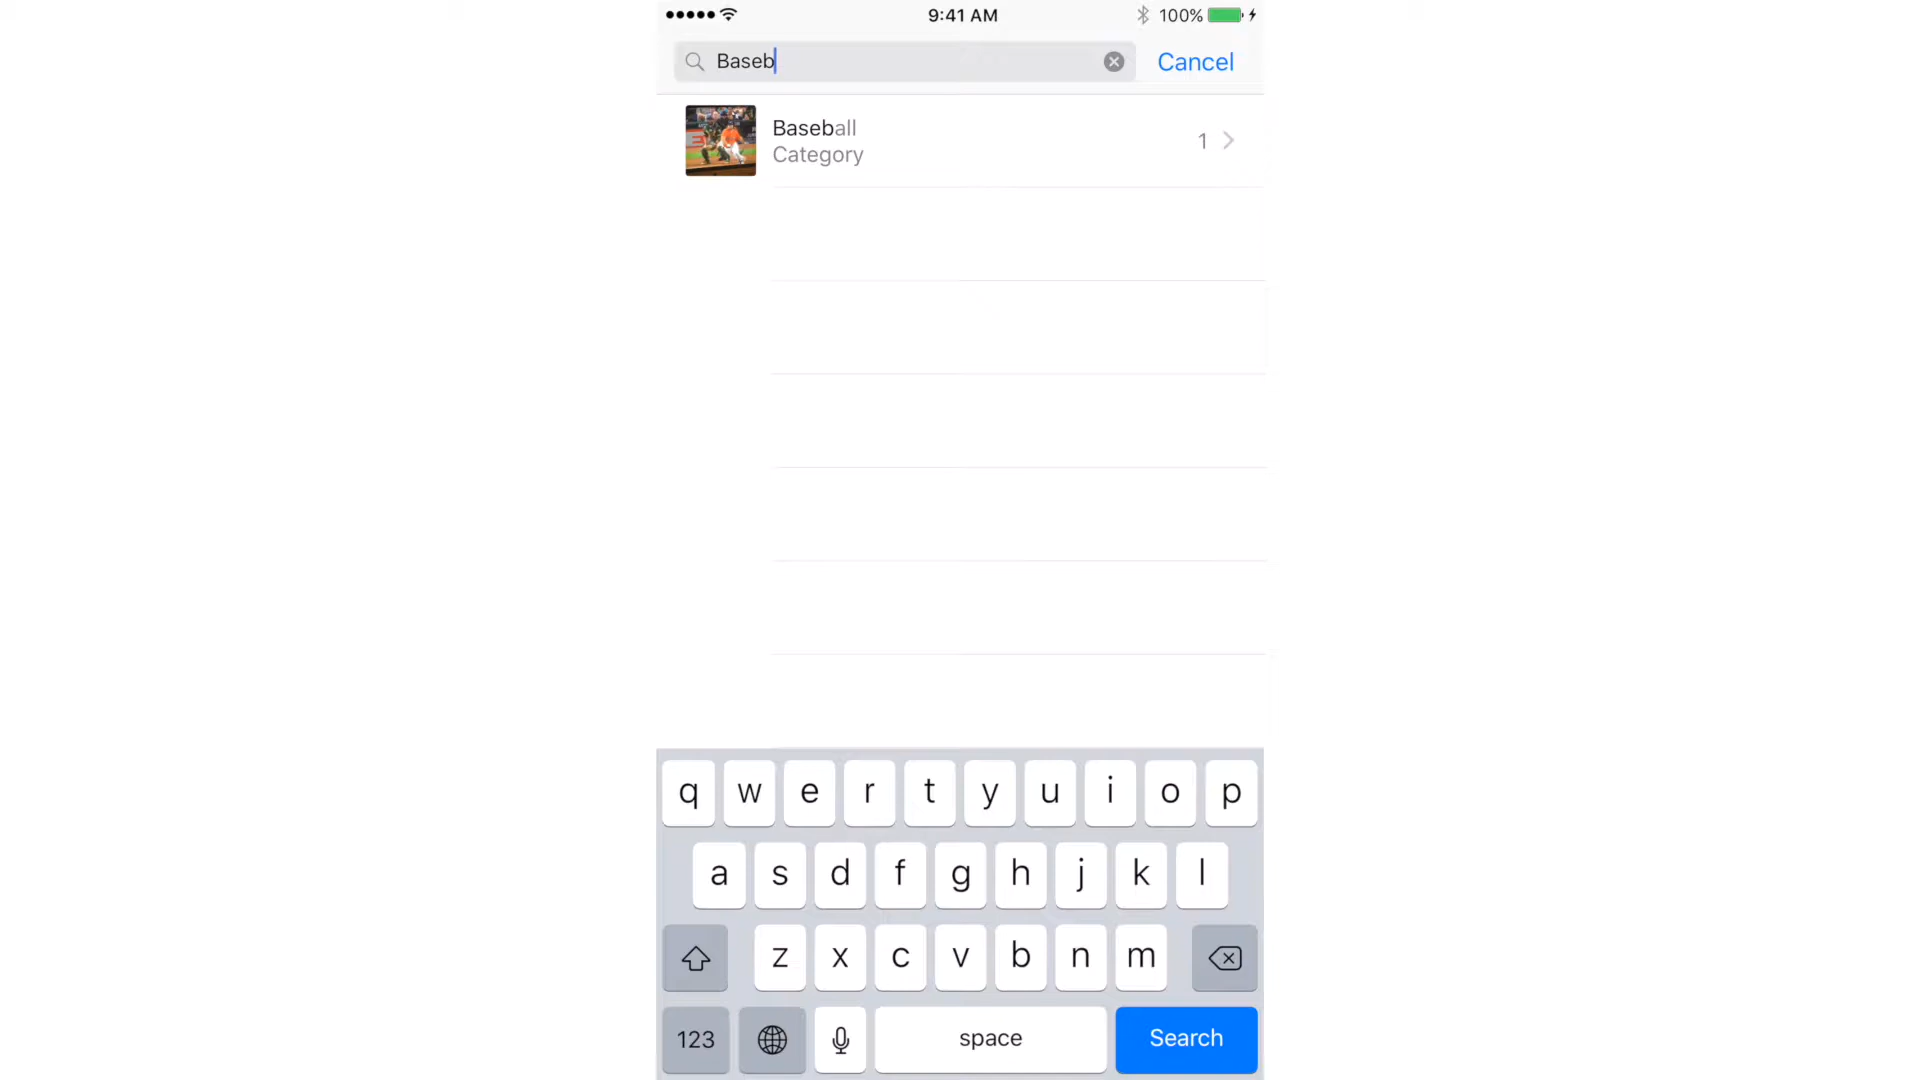 9:41 AM
100%
Baseb
Cancel
Baseball
1
Category
q w e r t y u i o p
a s d f g h j k l
z x c v b n m
123
space
Search